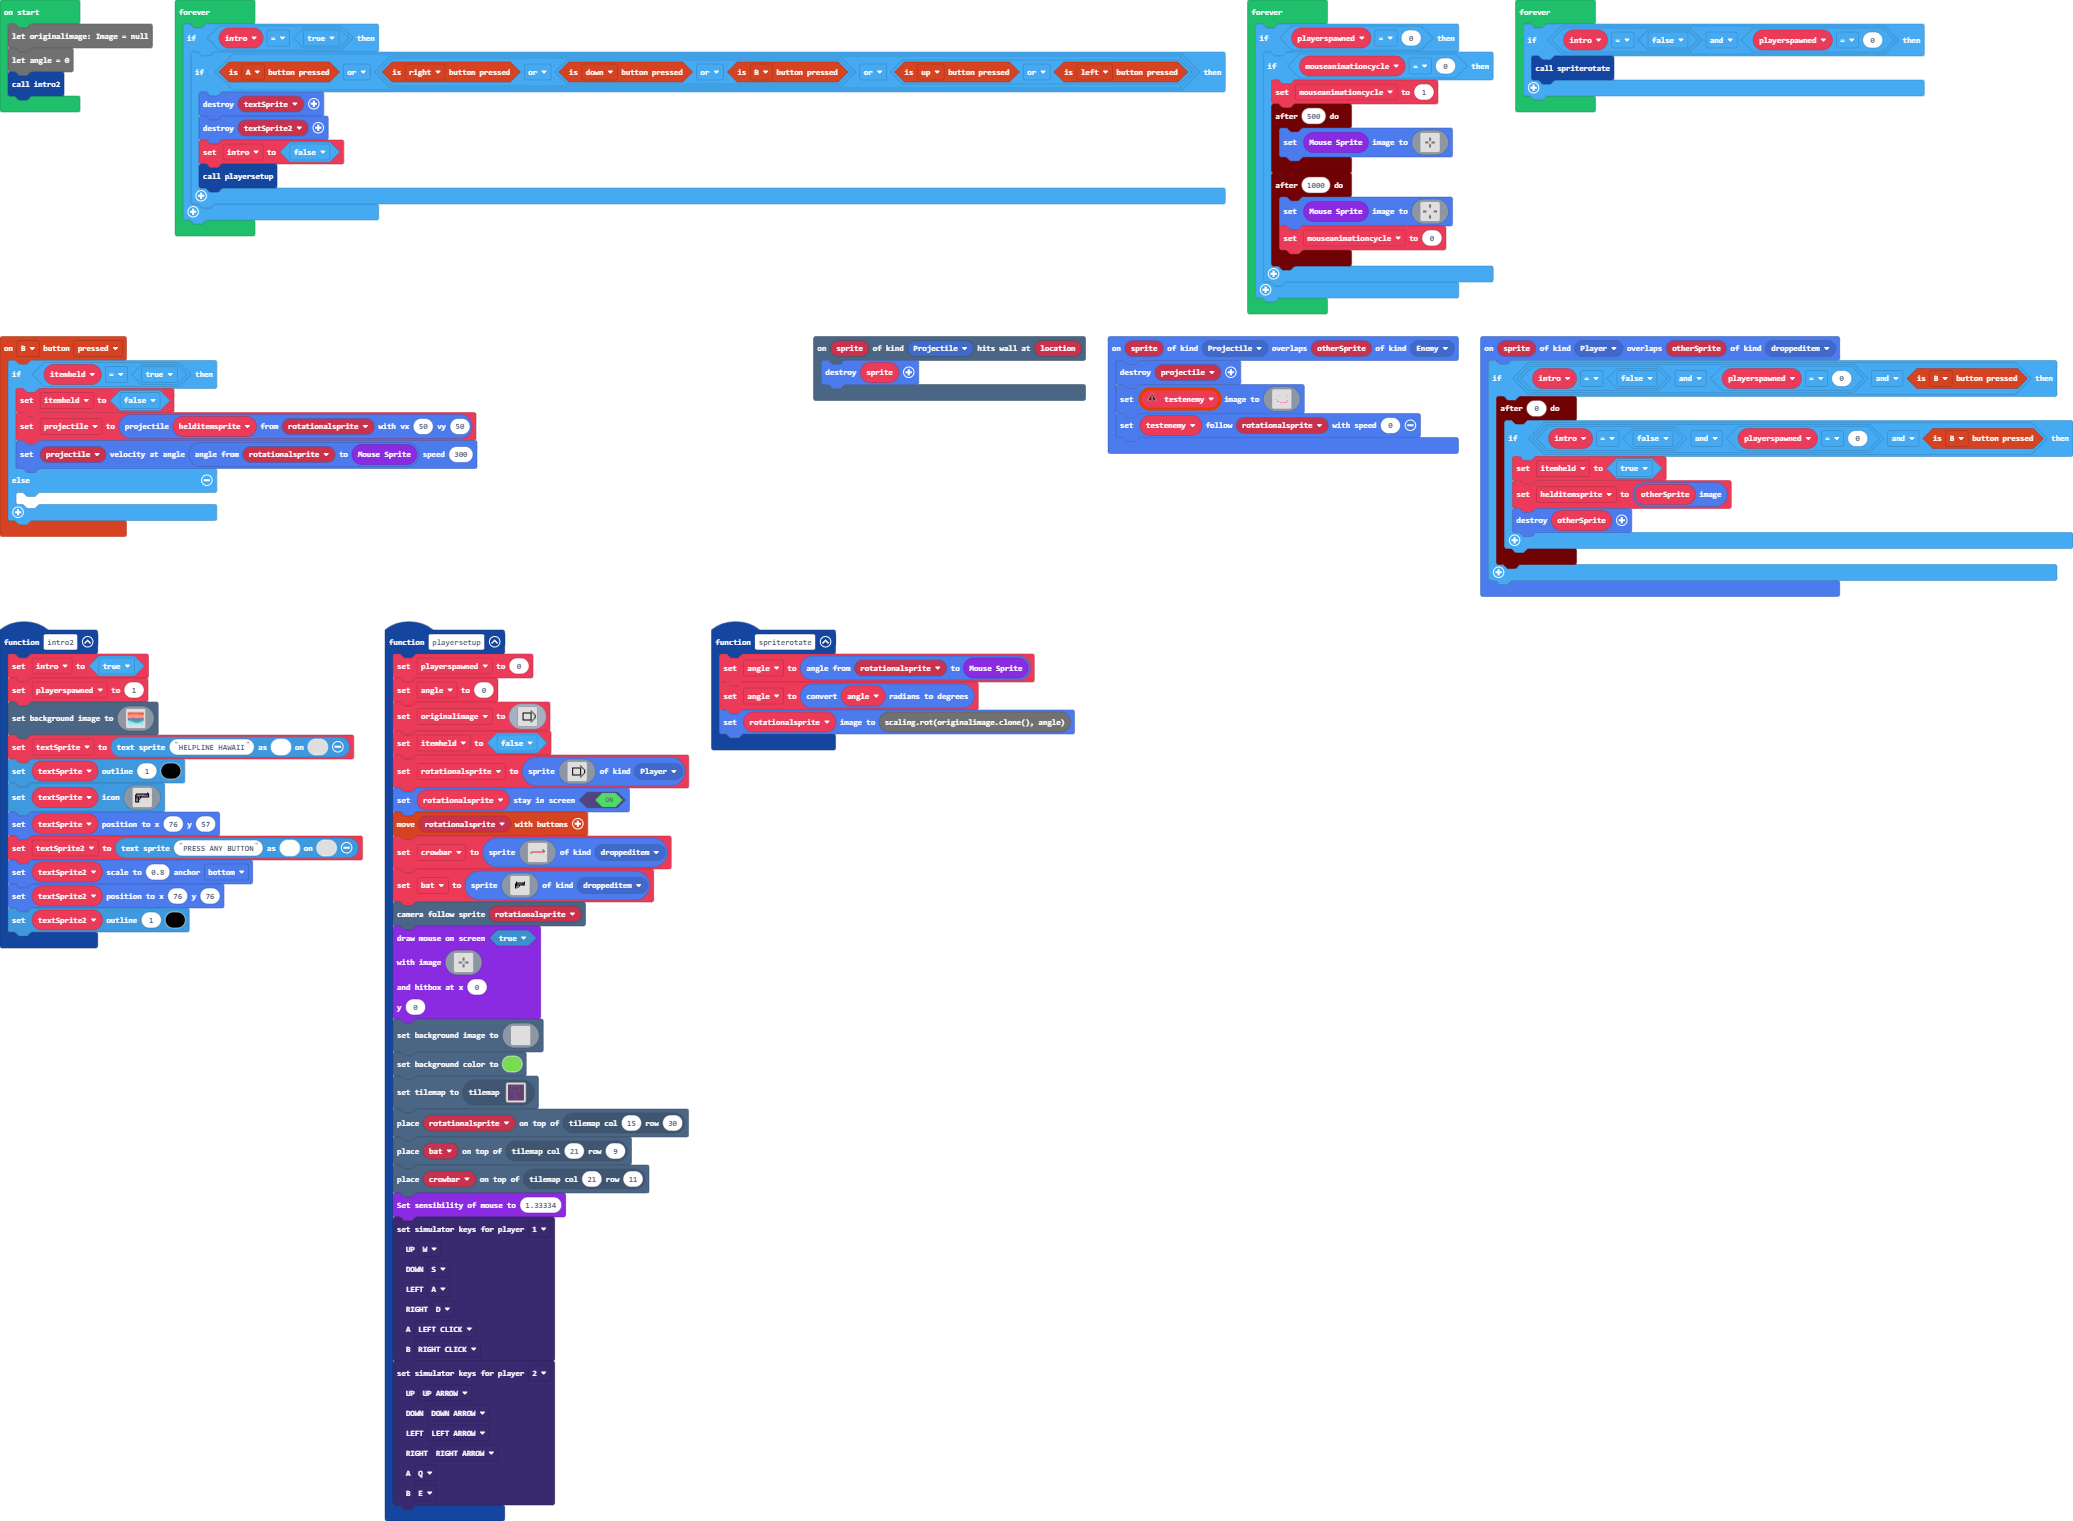 on start
let originalimage: Image = null
let angle = 0
call intro2
forever
if intro = true then
if is A button pressed or is right button pressed or is down button pressed or is B button pressed or is up button pressed or is left button pressed then
destroy textSprite
destroy textSprite2
set intro to false
call playersetup
forever
if playerspawned = 0 then
if mouseanimationcycle = 0 then
set mouseanimationcycle to 1
after 500 do
set Mouse Sprite image to
after 1000 do
set Mouse Sprite image to
set mouseanimationcycle to 0
forever
if intro = false and playerspawned = 0 then
call spriterotate
on B button pressed
if itemheld = true then
set itemheld to false
set projectile to projectile helditemsprite from rotationalsprite with vx 50 vy 50
set projectile velocity at angle angle from rotationalsprite to Mouse Sprite speed 300
else
on sprite of kind Projectile hits wall at location
destroy sprite
on sprite of kind Projectile overlaps otherSprite of kind Enemy
destroy projectile
set testenemy image to
set testenemy follow rotationalsprite with speed 0
on sprite of kind Player overlaps otherSprite of kind droppeditem
if intro = false and playerspawned = 0 and is B button pressed then
after 0 do
if intro = false and playerspawned = 0 and is B button pressed then
set itemheld to true
set helditemsprite to otherSprite image
destroy otherSprite
function intro2
set intro to true
set playerspawned to 1
set background image to
set textSprite to text sprite "HELPLINE HAWAII" as on
set textSprite outline 1
set textSprite icon
set textSprite position to x 76 y 57
set textSprite2 to text sprite "PRESS ANY BUTTON" as on
set textSprite2 scale to 0.8 anchor bottom
set textSprite2 position to x 76 y 76
set textSprite2 outline 1
function playersetup
set playerspawned to 0
set angle to 0
set originalimage to
set itemheld to false
set rotationalsprite to sprite of kind Player
set rotationalsprite stay in screen ON
move rotationalsprite with buttons
set crowbar to sprite of kind droppeditem
set bat to sprite of kind droppeditem
camera follow sprite rotationalsprite
draw mouse on screen true
with image
and hitbox at x 0
y 0
set background image to
set background color to
set tilemap to tilemap
place rotationalsprite on top of tilemap col 15 row 30
place bat on top of tilemap col 21 row 9
place crowbar on top of tilemap col 21 row 11
Set sensibility of mouse to 1.33334
set simulator keys for player 1
UP W
DOWN S
LEFT A
RIGHT D
A LEFT CLICK
B RIGHT CLICK
set simulator keys for player 2
UP UP ARROW
DOWN DOWN ARROW
LEFT LEFT ARROW
RIGHT RIGHT ARROW
A Q
B E
function spriterotate
set angle to angle from rotationalsprite to Mouse Sprite
set angle to convert angle radians to degrees
set rotationalsprite image to scaling.rot(originalimage.clone(), angle)